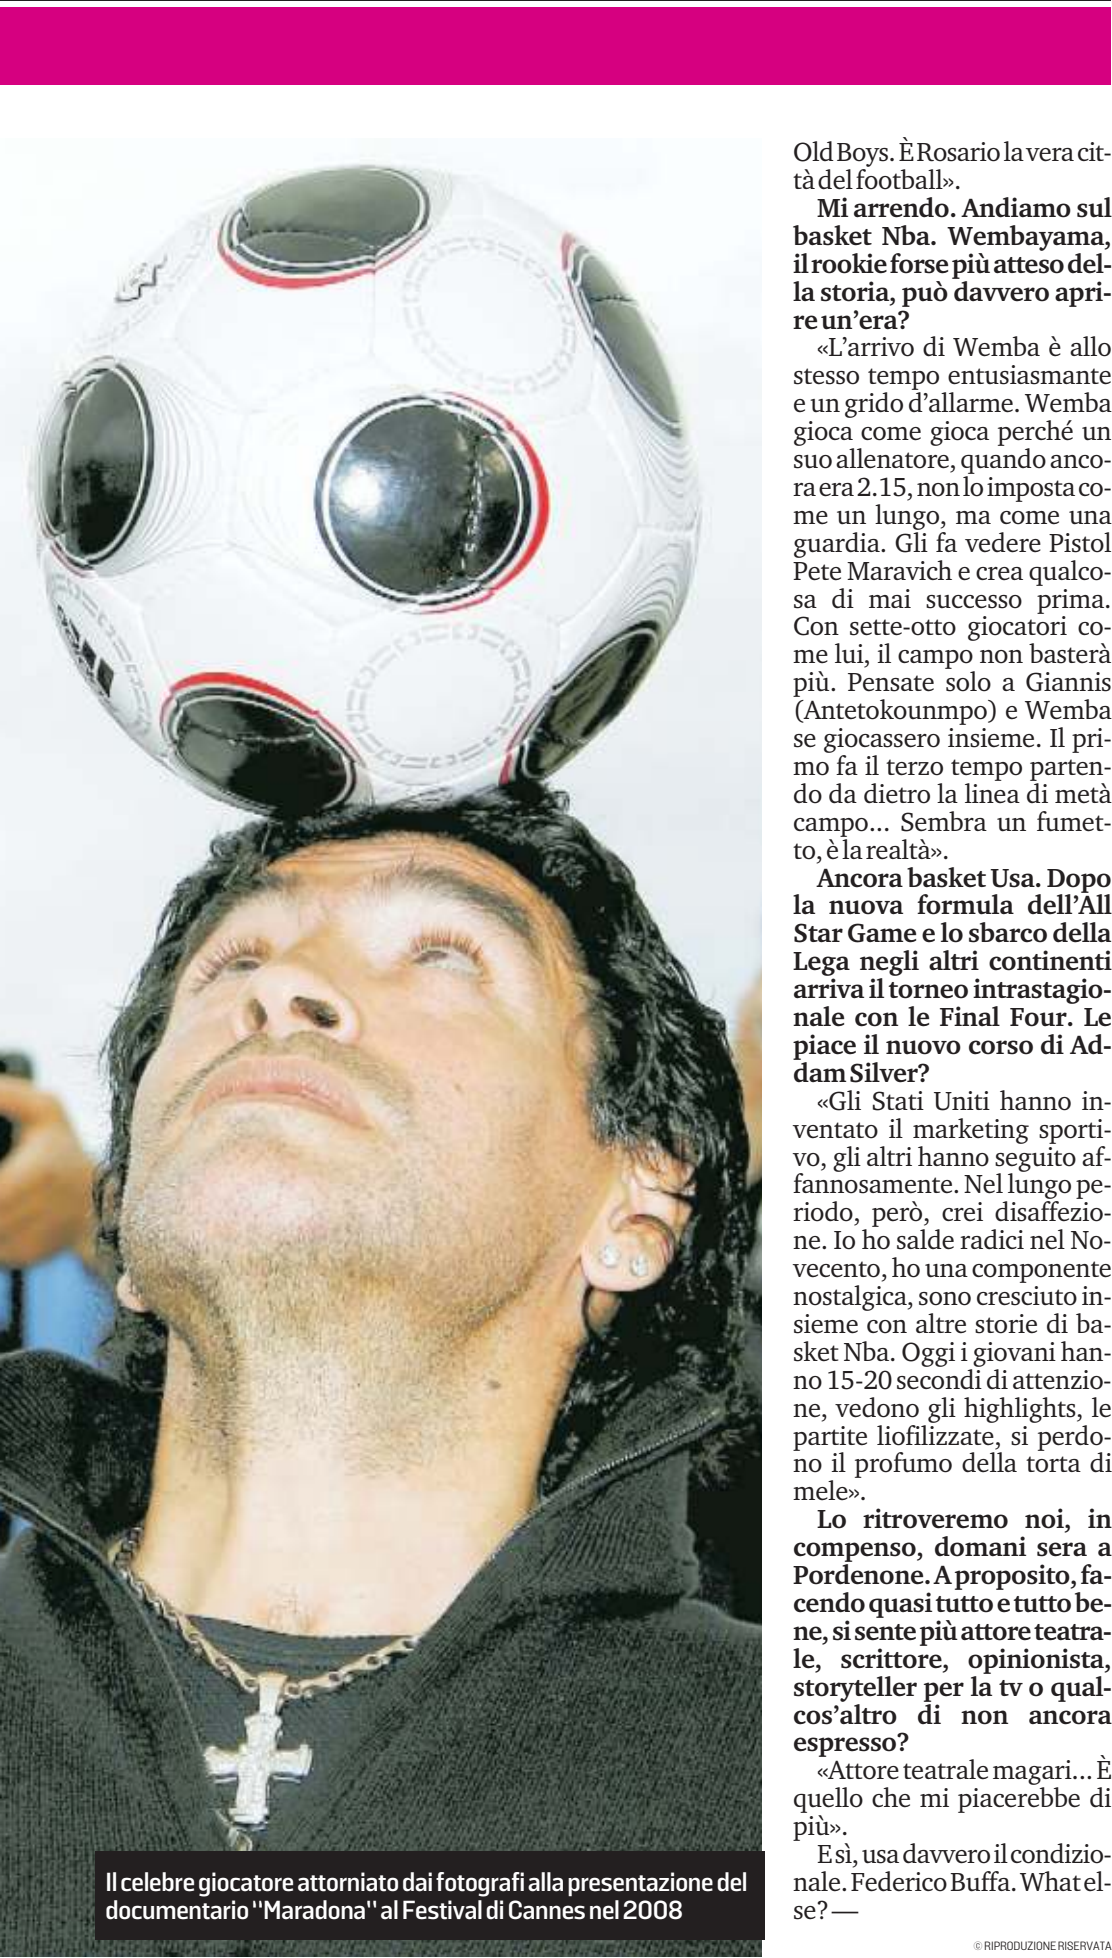 Old Boys. È Rosario la vera cit-
tà del football».
Mi arrendo. Andiamo sul
basket Nba. Wembayama,
il rookie forse più atteso del-
la storia, può davvero apri-
re un'era?
«L'arrivo di Wemba è allo
stesso tempo entusiasmante
e un grido d'allarme. Wemba
gioca come gioca perché un
suo allenatore, quando anco-
ra era 2.15, non lo imposta co-
me un lungo, ma come una
guardia. Gli fa vedere Pistol
Pete Maravich e crea qualco-
sa di mai successo prima.
Con sette-otto giocatori co-
me lui, il campo non basterà
più. Pensate solo a Giannis
(Antetokounmpo) e Wemba
se giocassero insieme. Il pri-
mo fa il terzo tempo parten-
do da dietro la linea di metà
campo... Sembra un fumet-
to, è la realtà».
Ancora basket Usa. Dopo
la nuova formula dell'All
Star Game e lo sbarco della
Lega negli altri continenti
arriva il torneo intrastagio-
nale con le Final Four. Le
piace il nuovo corso di Ad-
dam Silver?
«Gli Stati Uniti hanno in-
ventato il marketing sporti-
vo, gli altri hanno seguito af-
fannosamente. Nel lungo pe-
riodo, però, crei disaffezio-
ne. Io ho salde radici nel No-
vecento, ho una componente
nostalgica, sono cresciuto in-
sieme con altre storie di ba-
sket Nba. Oggi i giovani han-
no 15-20 secondi di attenzio-
ne, vedono gli highlights, le
partite liofilizzate, si perdo-
no il profumo della torta di
mele».
Lo ritroveremo noi, in
compenso, domani sera a
Pordenone. A proposito, fa-
cendo quasi tutto e tutto be-
ne, si sente più attore teatra-
le, scrittore, opinionista,
storyteller per la tv o qual-
cos'altro di non ancora
espresso?
«Attore teatrale magari... È
quello che mi piacerebbe di
più».
E sì, usa davvero il condizio-
nale. Federico Buffa. What el-
se? —
© RIPRODUZIONE RISERVATA
Il celebre giocatore attorniato dai fotografi alla presentazione del
documentario "Maradona" al Festival di Cannes nel 2008